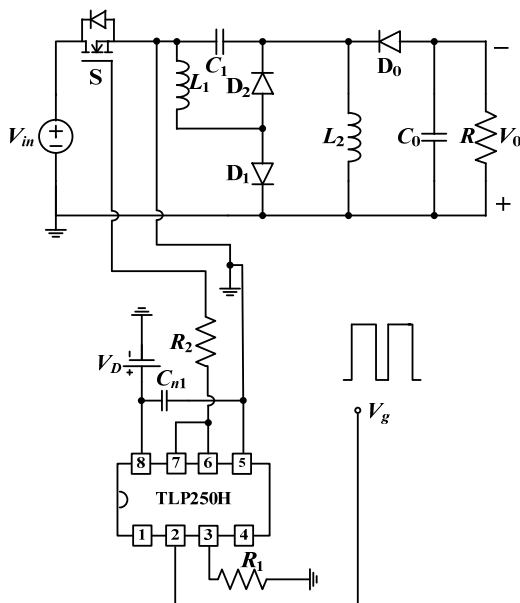 S
C1
L1
D2
D1
L2
D0
C0
R
V0
−
+
Vin
+
−
R2
VD
-
+
Cn1
Vg
8
7
6
5
TLP250H
1
2
3
4
R1